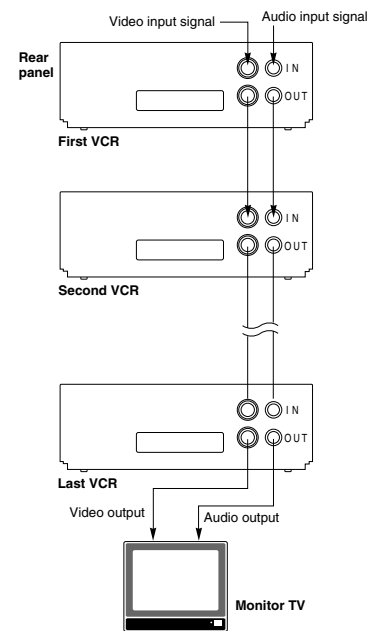 Video input signal
Audio input signal
Rear
panel
IN
OUT
First VCR
IN
OUT
Second VCR
IN
OUT
Last VCR
Video output
Audio output
Monitor TV